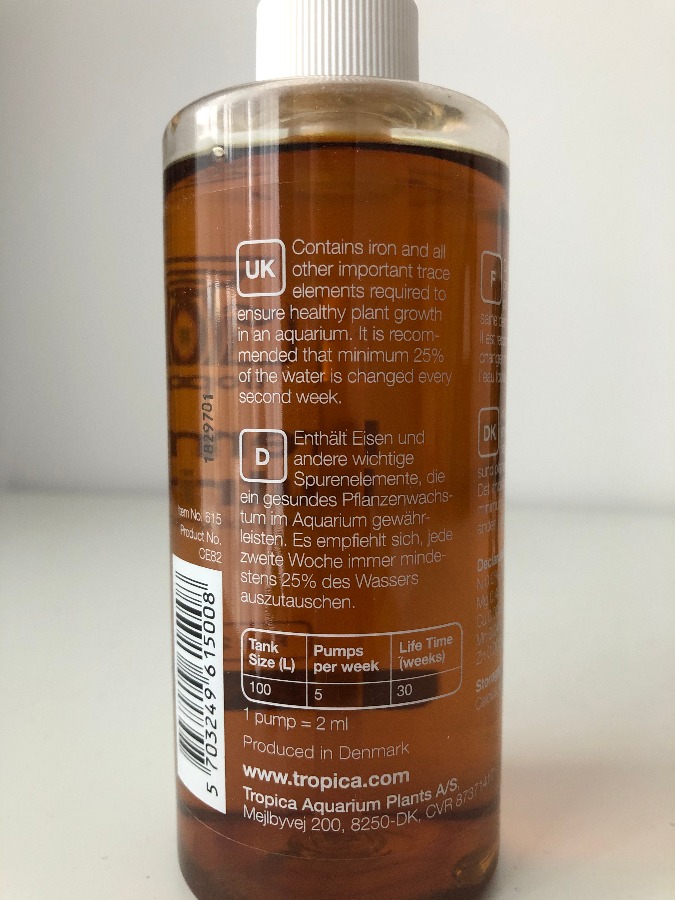 UK
Contains iron and all
other important trace
elements required to
ensure healthy plant growth
in an aquarium. It is recom-
mended that minimum 25%
of the water is changed every
second week.
D
Enthält Eisen und
andere wichtige
Spurenelemente, die
ein gesundes Pflanzenwachs-
tum im Aquarium gewähr-
leisten. Es empfiehlt sich, jede
zweite Woche immer minde-
stens 25% des Wassers
auszutauschen.
Tank Size (L) Pumps per week Life Time (weeks)
100 5 30
1 pump = 2 ml
Produced in Denmark
www.tropica.com
Tropica Aquarium Plants A/S
Mejlbyvej 200, 8250-DK, CVR
1829701
Item No. 615
Product No.
OE82
5 703249 615008
F
DK